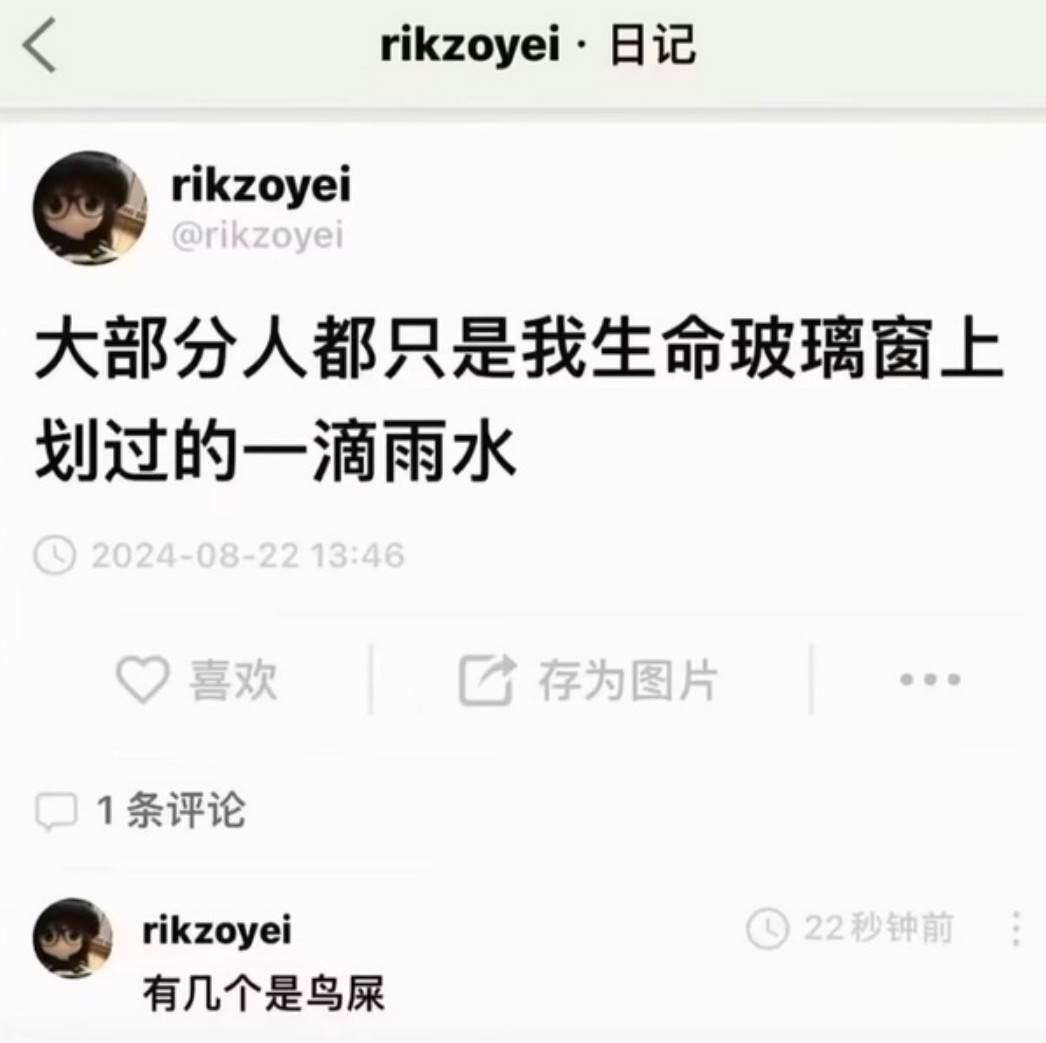 rikzoyei · 日记
rikzoyei
@rikzoyei
大部分人都只是我生命玻璃窗上
划过的一滴雨水
2024-08-22 13:46
喜欢
存为图片
1 条评论
rikzoyei
22秒钟前
有几个是鸟屎